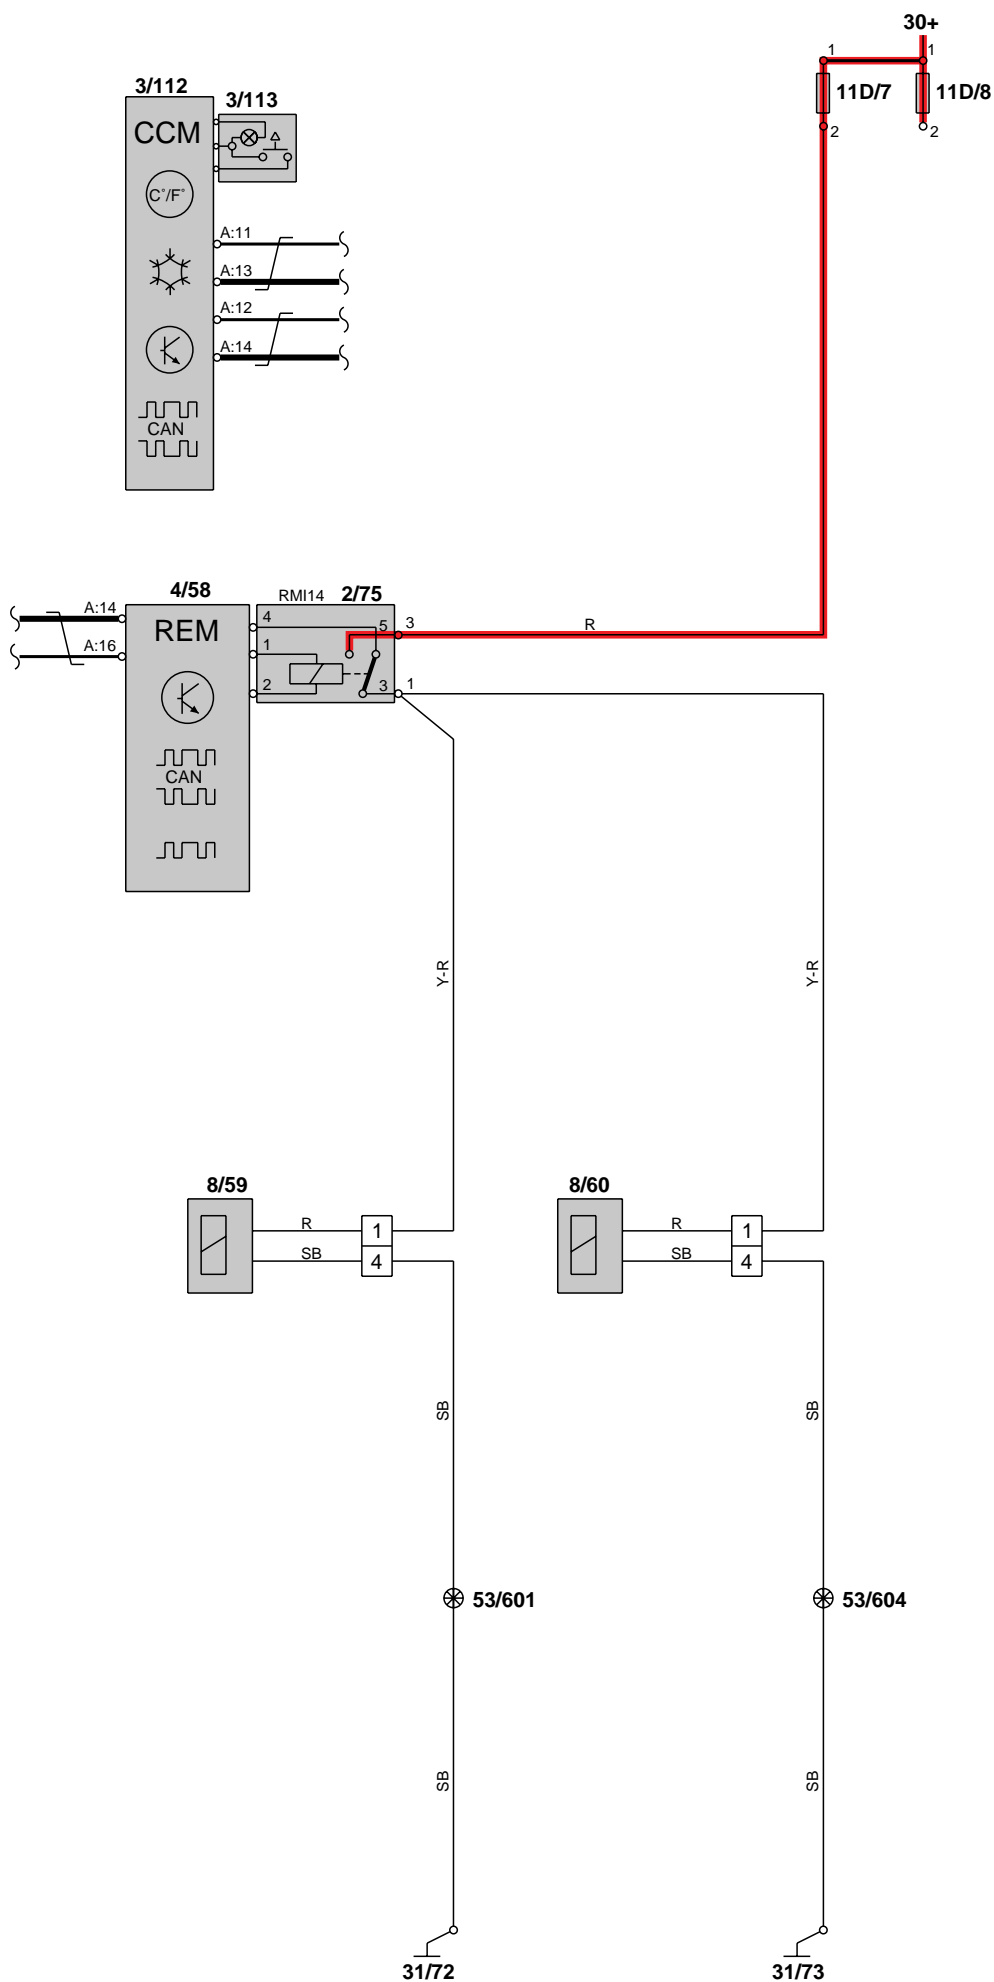 30+
1
1
11D/7
11D/8
2
2
3/112
3/113
CCM
C°/F°
A:11
A:13
A:12
A:14
CAN
4/58
RMI14
2/75
A:14
A:16
REM
4
5
3
R
1
2
3
1
CAN
Y-R
Y-R
8/59
8/60
R
1
SB
4
R
1
SB
4
SB
SB
53/601
53/604
SB
SB
31/72
31/73